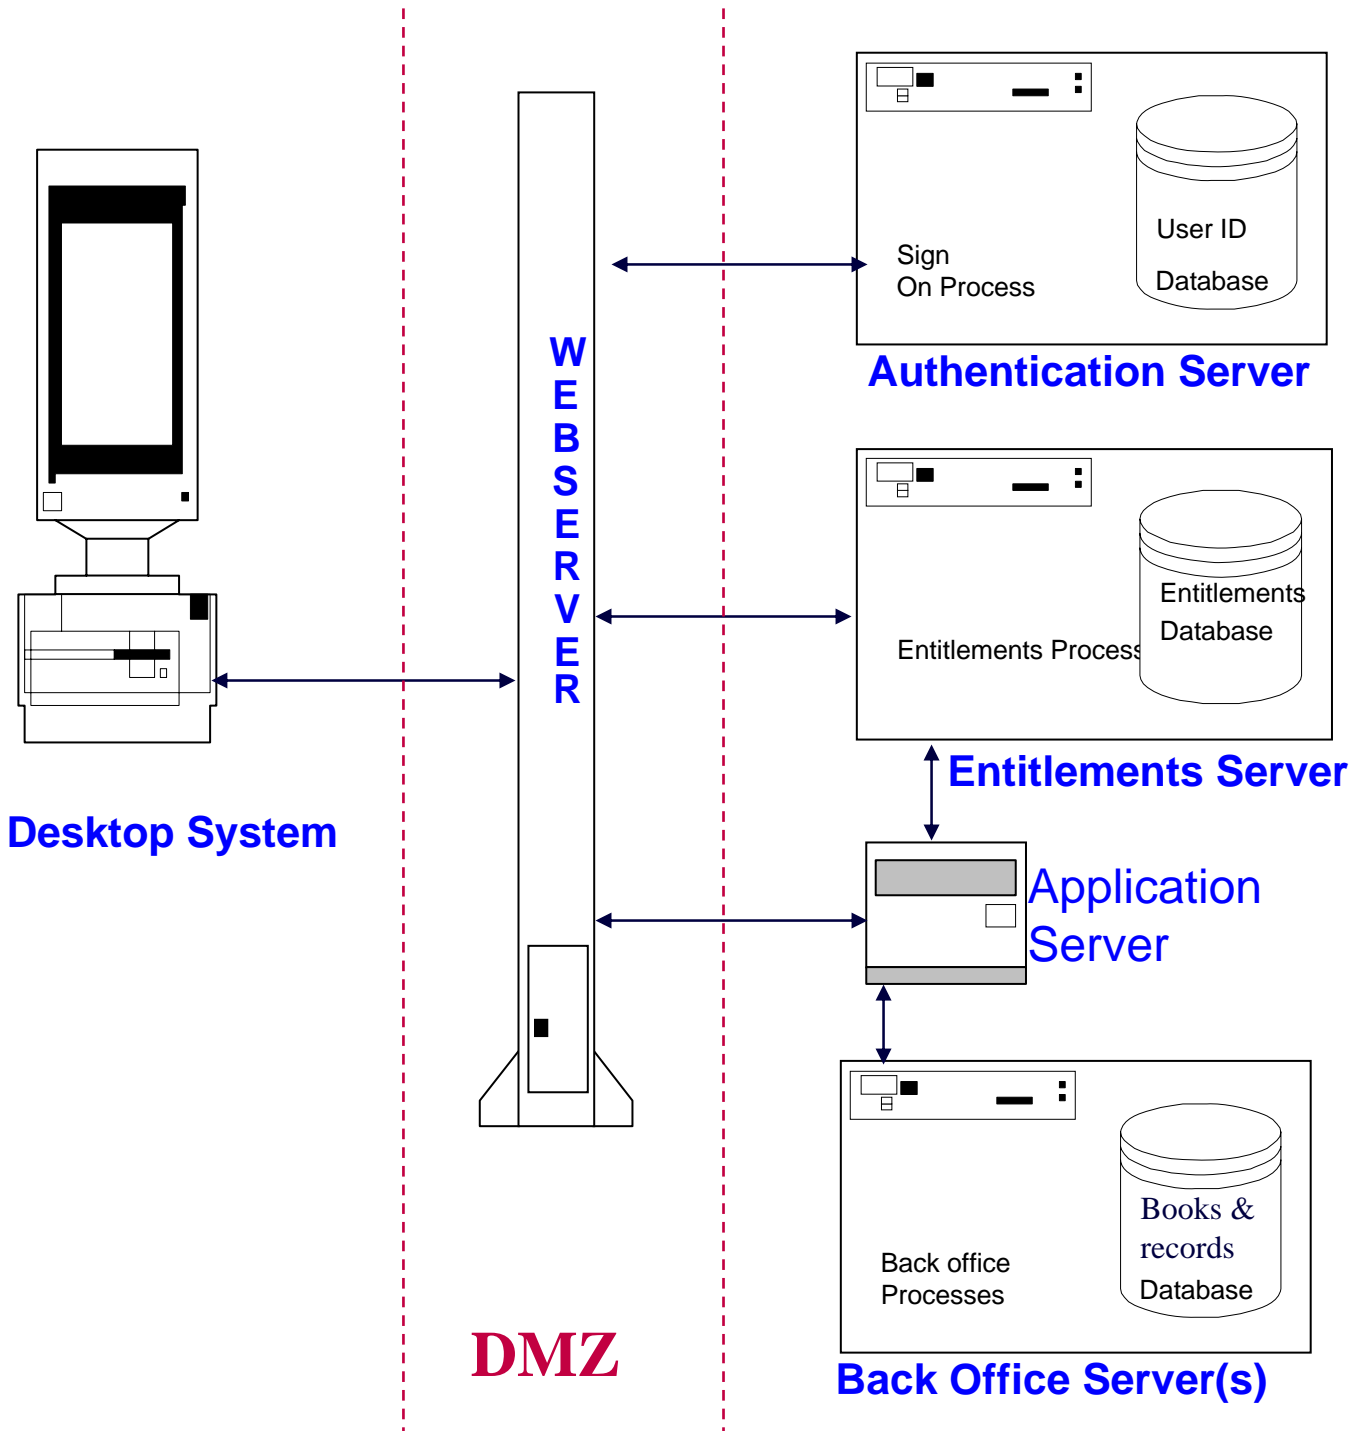 User ID
Database
Sign
On Process
Authentication Server
WEBSERVER
Entitlements
Database
Entitlements Process
Entitlements Server
Desktop System
Application
Server
Books &
records
Database
Back office
Processes
DMZ
Back Office Server(s)